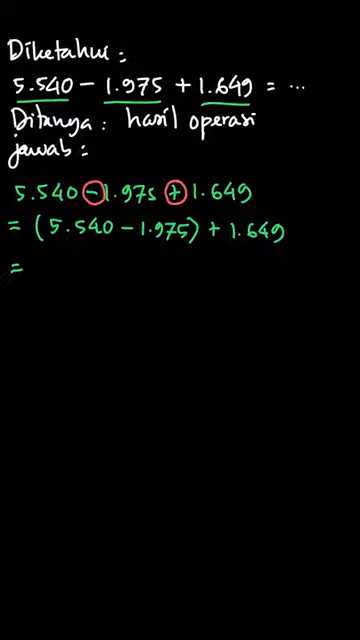 Diketahui :
5.540 - 1.975 + 1.649 = ...
Ditanya : hasil operasi
jawab :
5.540 - 1.975 + 1.649
= (5.540 - 1.975) + 1.649
=